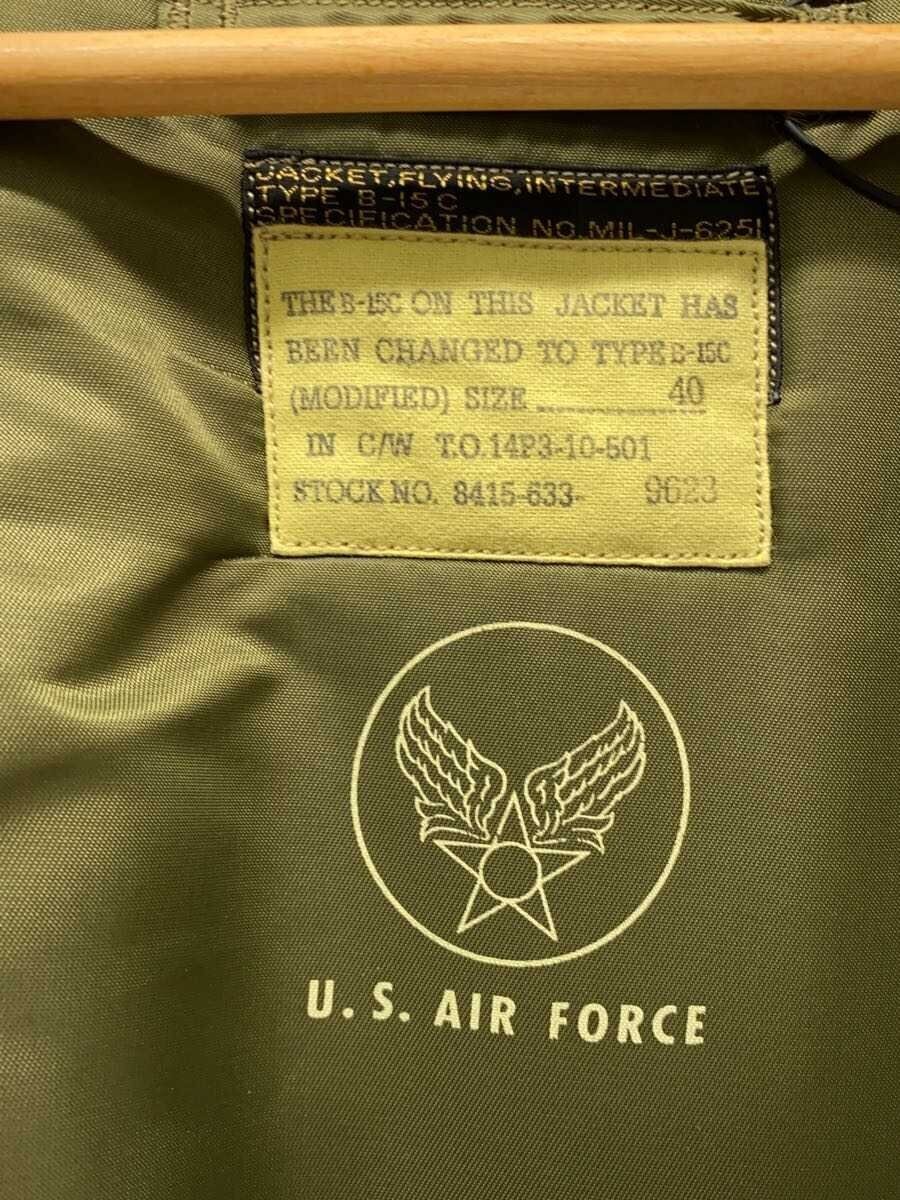 JACKET,FLYING,INTERMEDIATE
TYPE B-15C
SPECIFICATION NO.MIL-J-6251
THE B-15C ON THIS JACKET HAS
BEEN CHANGED TO TYPE B-15C
(MODIFIED) SIZE 40
IN C/W T.O.14P3-10-501
STOCK NO. 8415-633- 9623
U.S. AIR FORCE